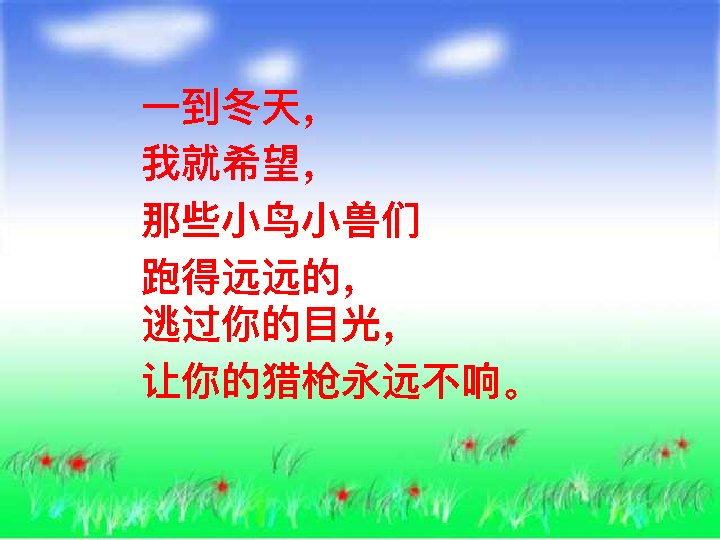 一到冬天，
我就希望，
那些小鸟小兽们
跑得远远的，
逃过你的目光，
让你的猎枪永远不响。